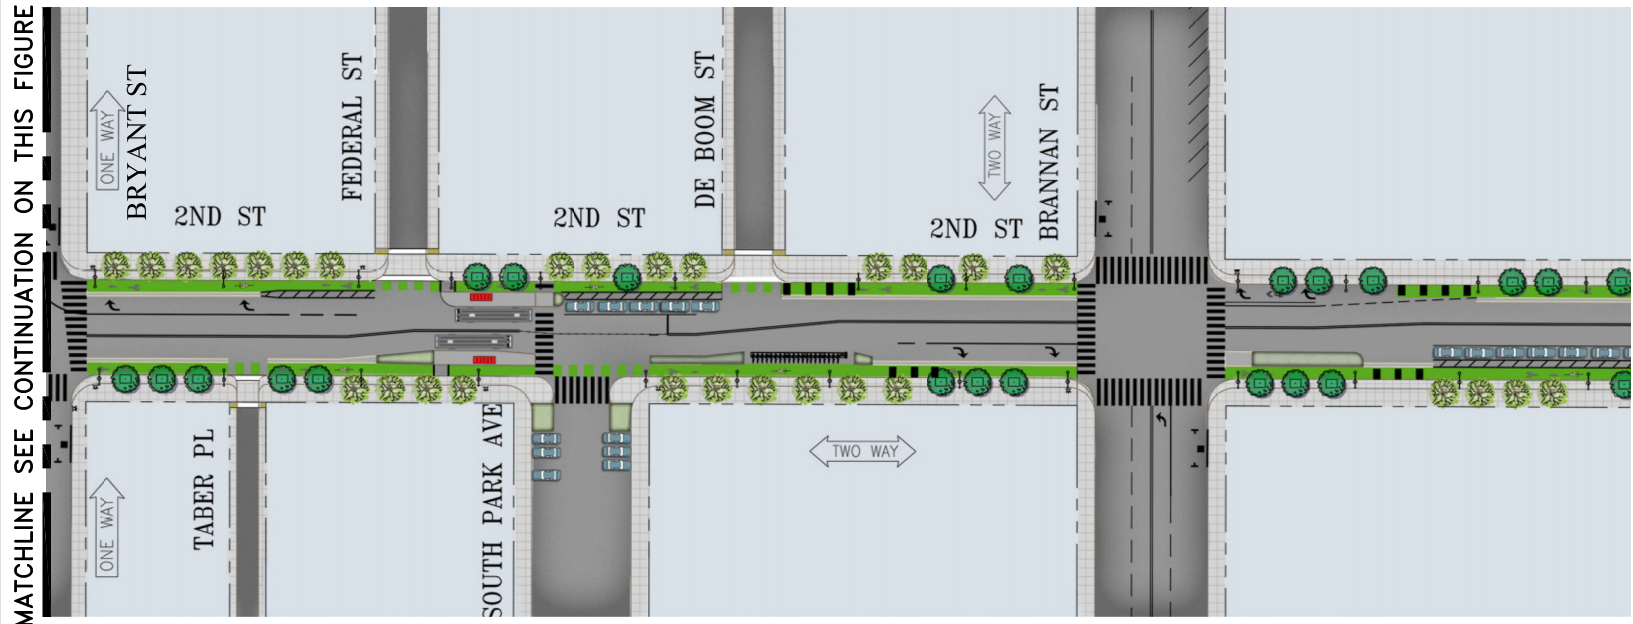 MATCHLINE SEE CONTINUATION ON THIS FIGURE
ONE WAY
BRYANT ST
2ND ST
FEDERAL ST
2ND ST
DE BOOM ST
TWO WAY
2ND ST
BRANNAN ST
ONE WAY
TABER PL
SOUTH PARK AVE
TWO WAY